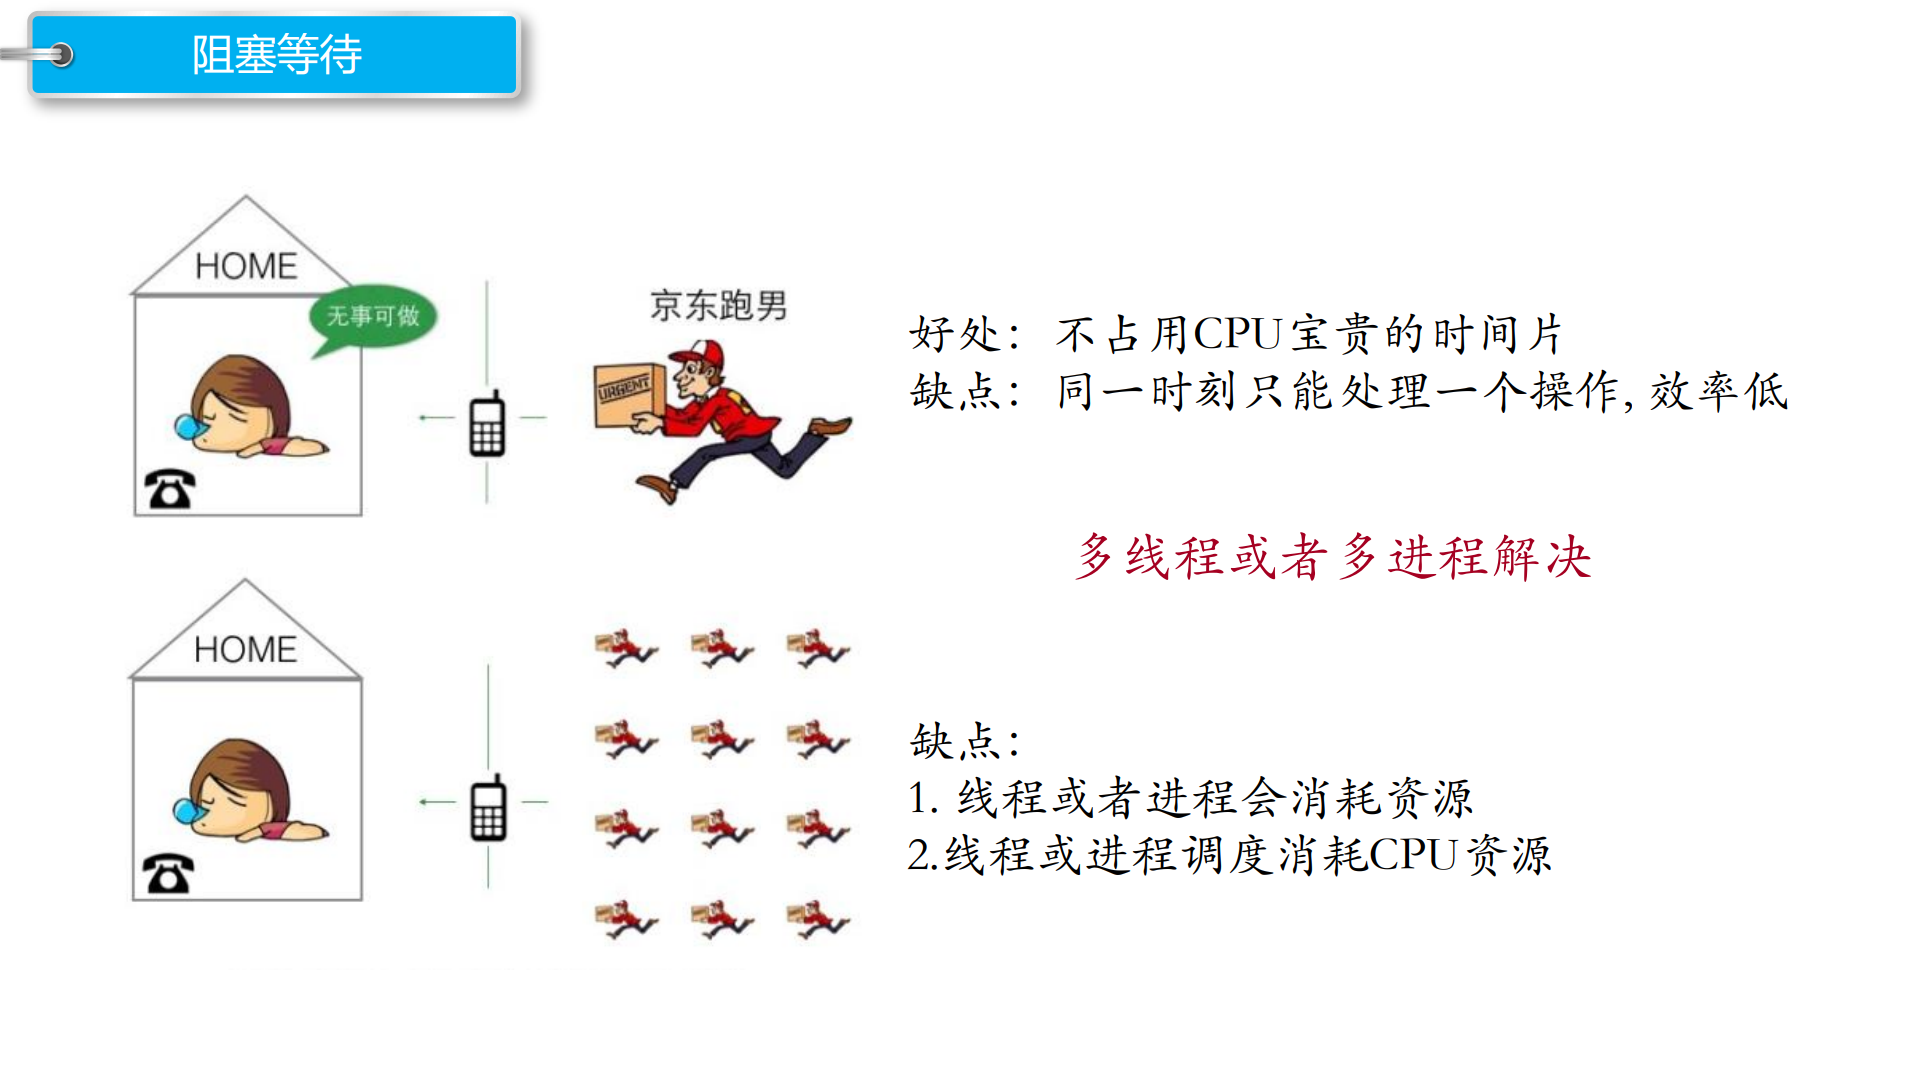 阻塞等待
HOME
无事可做
京东跑男
URGENT
好处：不占用CPU宝贵的时间片
缺点：同一时刻只能处理一个操作, 效率低
多线程或者多进程解决
HOME
缺点：
1. 线程或者进程会消耗资源
2.线程或进程调度消耗CPU资源